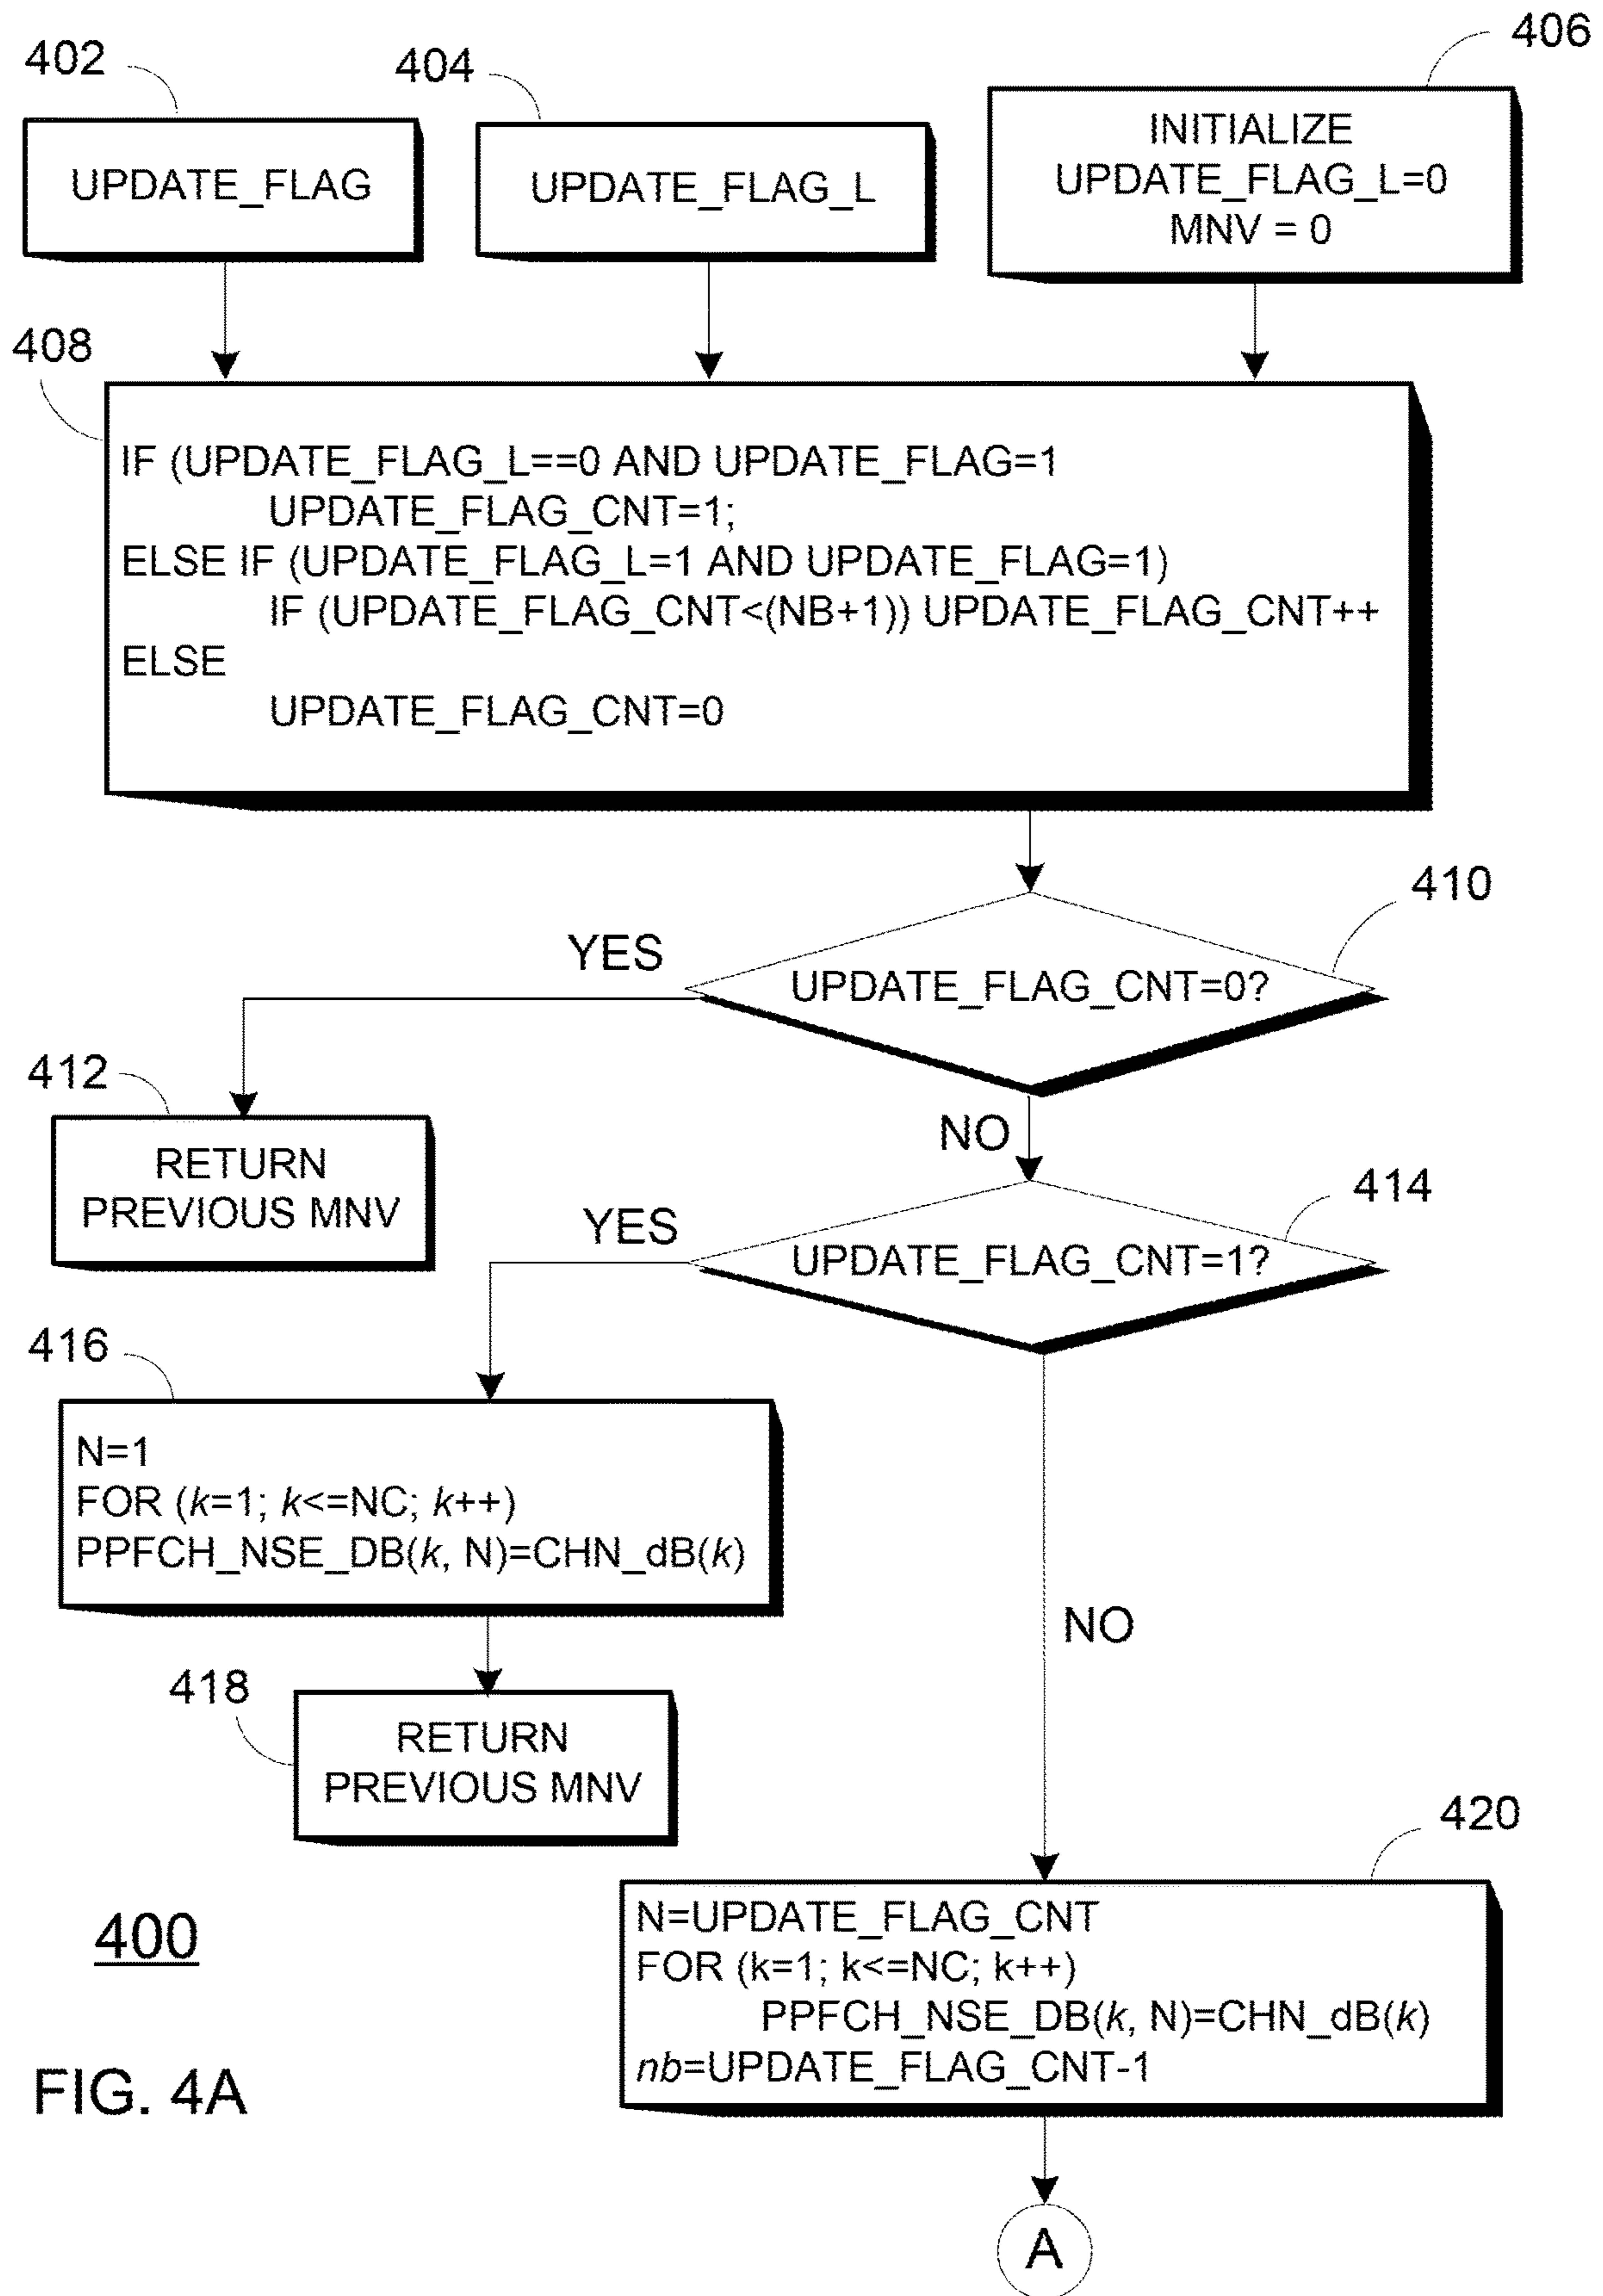 402
404
406
UPDATE_FLAG
UPDATE_FLAG_L
INITIALIZE
UPDATE_FLAG_L=0
MNV = 0
408
IF (UPDATE_FLAG_L==0 AND UPDATE_FLAG=1
UPDATE_FLAG_CNT=1;
ELSE IF (UPDATE_FLAG_L=1 AND UPDATE_FLAG=1)
IF (UPDATE_FLAG_CNT<(NB+1)) UPDATE_FLAG_CNT++
ELSE
UPDATE_FLAG_CNT=0
410
YES
UPDATE_FLAG_CNT=0?
412
RETURN
PREVIOUS MNV
NO
414
YES
UPDATE_FLAG_CNT=1?
416
N=1
FOR (k=1; k<=NC; k++)
PPFCH_NSE_DB(k, N)=CHN_dB(k)
NO
418
RETURN
PREVIOUS MNV
420
N=UPDATE_FLAG_CNT
FOR (k=1; k<=NC; k++)
PPFCH_NSE_DB(k, N)=CHN_dB(k)
nb=UPDATE_FLAG_CNT-1
400
FIG. 4A
A